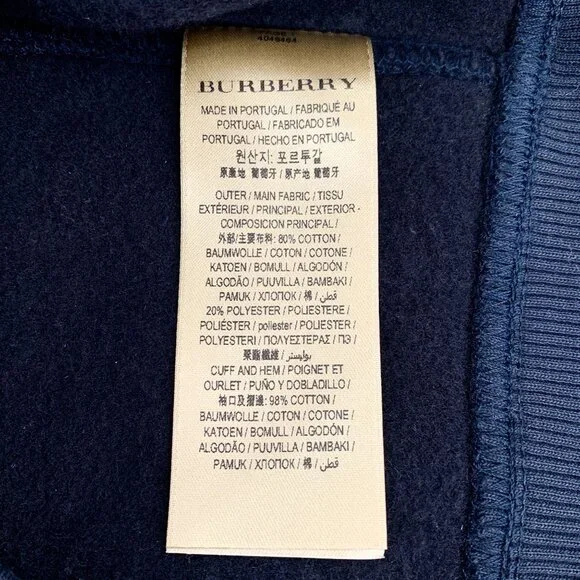 4046464
BURBERRY
MADE IN PORTUGAL / FABRIQUÉ AU
PORTUGAL / FABRICADO EM
PORTUGAL / HECHO EN PORTUGAL
원산지: 포르투갈
原產地 葡萄牙 / 原产地 葡萄牙
OUTER / MAIN FABRIC / TISSU
EXTÉRIEUR / PRINCIPAL / EXTERIOR -
COMPOSICION PRINCIPAL /
外部/主要布料: 80% COTTON /
BAUMWOLLE / COTON / COTONE /
KATOEN / BOMULL / ALGODÓN /
ALGODÃO / PUUVILLA / BAMBAKI /
PAMUK / ХЛОПОК / 棉 / قطن /
20% POLYESTER / POLIESTERE /
POLIÉSTER / poliester / POLIESTER /
POLYESTERI / ΠΟΛΥΕΣΤΕΡΑΣ / ПЭ /
聚酯纖維 / بوليستر /
CUFF AND HEM / POIGNET ET
OURLET / PUÑO Y DOBLADILLO /
袖口及摺邊: 98% COTTON /
BAUMWOLLE / COTON / COTONE /
KATOEN / BOMULL / ALGODÓN /
ALGODÃO / PUUVILLA / BAMBAKI /
PAMUK / ХЛОПОК / 棉 / قطن /